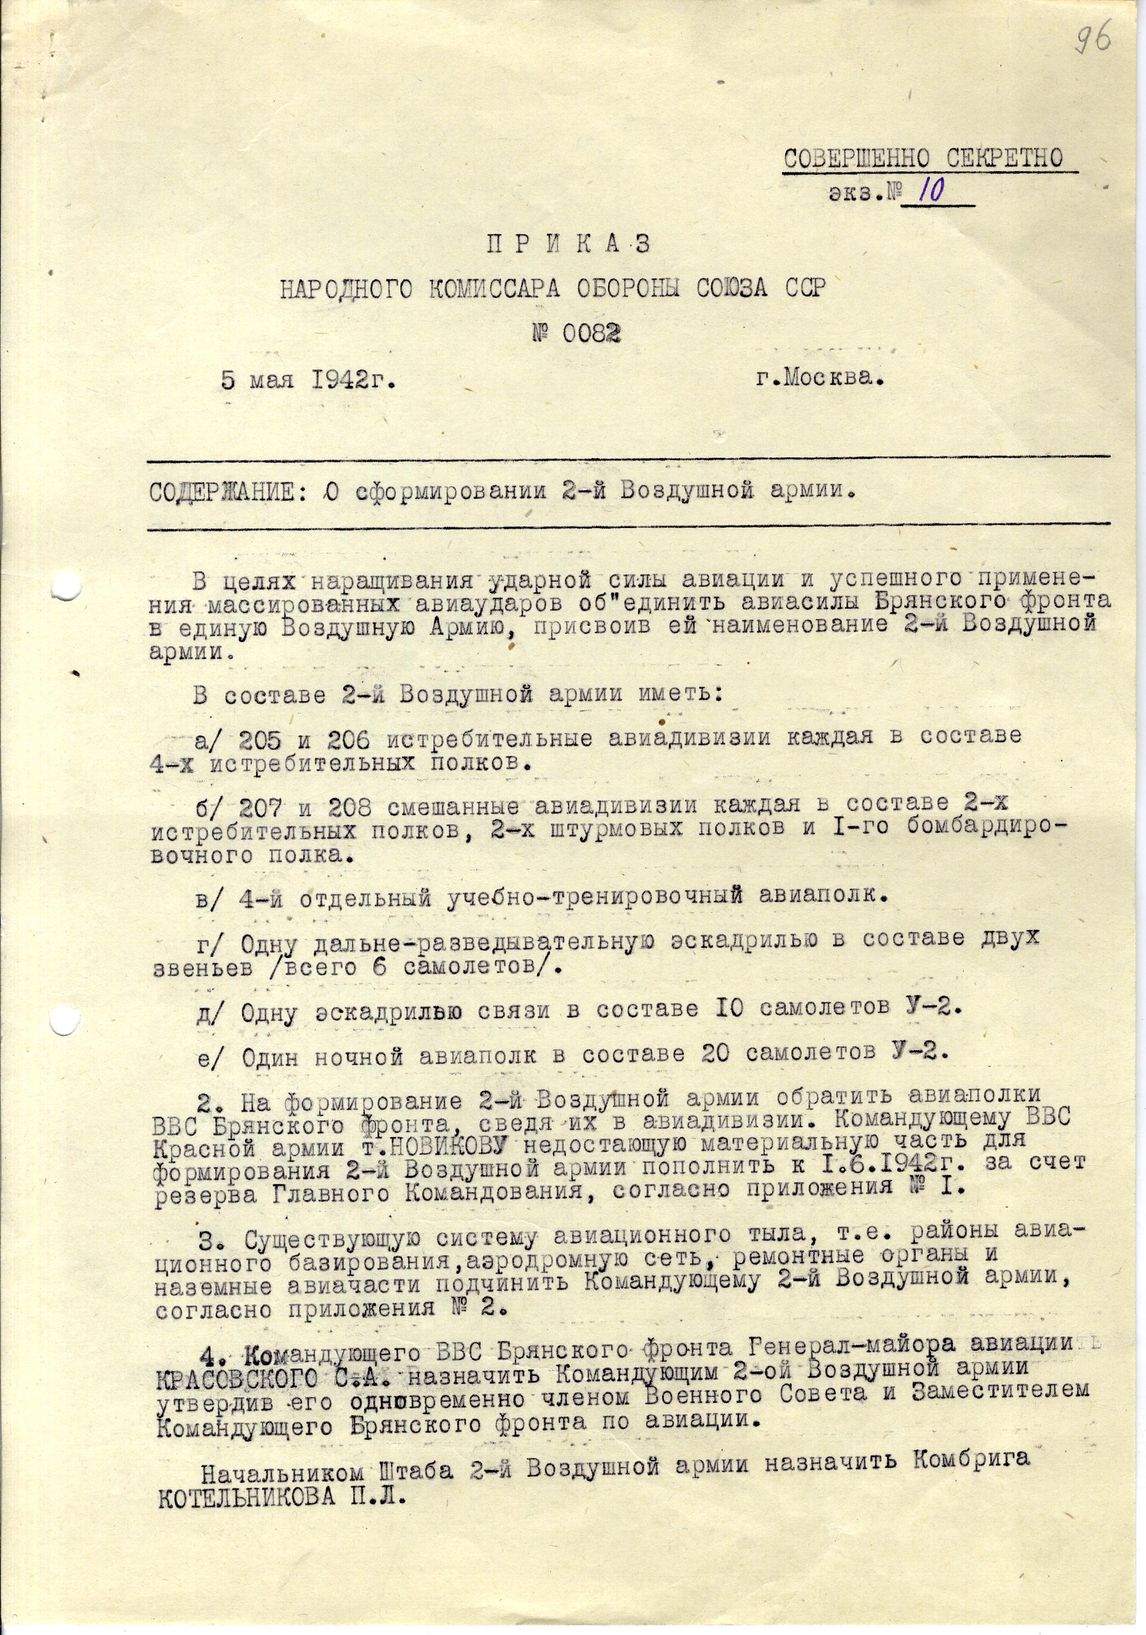 96
СОВЕРШЕННО СЕКРЕТНО
экз.№ 10
П Р И К А З
НАРОДНОГО КОМИССАРА ОБОРОНЫ СОЮЗА ССР
№ 0082
5 мая I942г.
г.Москва.
СОДЕРЖАНИЕ: О сформировании 2-й Воздушной армии.
В целях наращивания ударной силы авиации и успешного примене-
ния массированных авиаударов об"единить авиасилы Брянского фронта
в единую Воздушную Армию, присвоив ей наименование 2-й Воздушной
армии.
В составе 2-й Воздушной армии иметь:
а/ 205 и 206 истребительные авиадивизии каждая в составе
4-х истребительных полков.
б/ 207 и 208 смешанные авиадивизии каждая в составе 2-х
истребительных полков, 2-х штурмовых полков и I-го бомбардиро-
вочного полка.
в/ 4-й отдельный учебно-тренировочный авиаполк.
г/ Одну дальне-разведывательную эскадрилью в составе двух
звеньев /всего 6 самолетов/.
д/ Одну эскадрилью связи в составе I0 самолетов У-2.
е/ Один ночной авиаполк в составе 20 самолетов У-2.
2. На формирование 2-й Воздушной армии обратить авиаполки
ВВС Брянского фронта, сведя их в авиадивизии. Командующему ВВС
Красной армии т.НОВИКОВУ недостающую материальную часть для
формирования 2-й Воздушной армии пополнить к I.6.I942г. за счет
резерва Главного Командования, согласно приложения № I.
3. Существующую систему авиационного тыла, т.е. районы авиа-
ционного базирования,аэродромную сеть, ремонтные органы и
наземные авиачасти подчинить Командующему 2-й Воздушной армии,
согласно приложения № 2.
4. Командующего ВВС Брянского фронта Генерал-майора авиации
КРАСОВСКОГО С.А. назначить Командующим 2-ой Воздушной армии
утвердив его одновременно членом Военного Совета и Заместителем
Командующего Брянского фронта по авиации.
Начальником Штаба 2-й Воздушной армии назначить Комбрига
КОТЕЛЬНИКОВА П.Л.